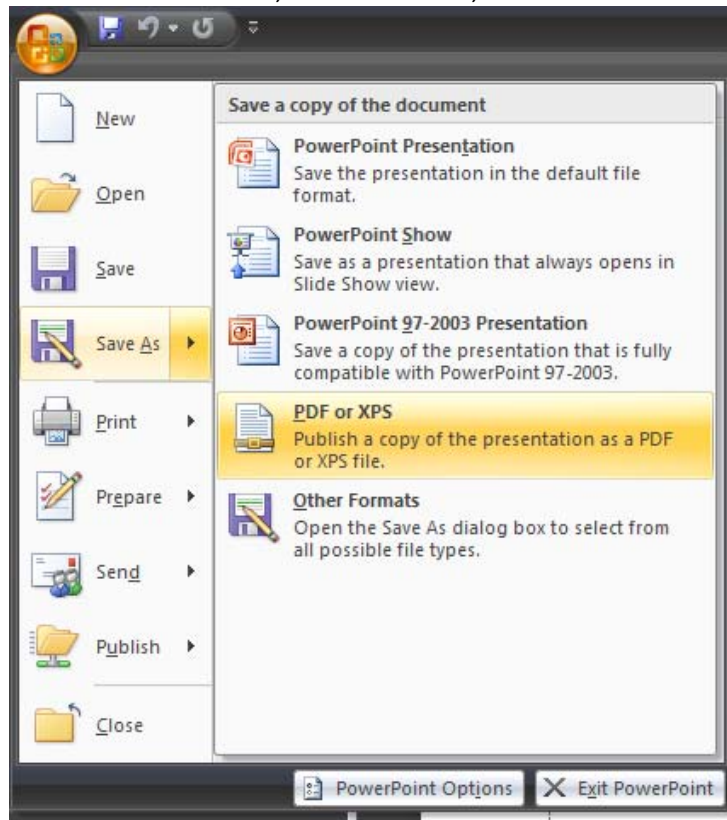 New
Open
Save
Save As
Print
Prepare
Send
Publish
Close
Save a copy of the document
PowerPoint Presentation
Save the presentation in the default file
format.
PowerPoint Show
Save as a presentation that always opens in
Slide Show view.
PowerPoint 97-2003 Presentation
Save a copy of the presentation that is fully
compatible with PowerPoint 97-2003.
PDF or XPS
Publish a copy of the presentation as a PDF
or XPS file.
Other Formats
Open the Save As dialog box to select from
all possible file types.
PowerPoint Options
Exit PowerPoint